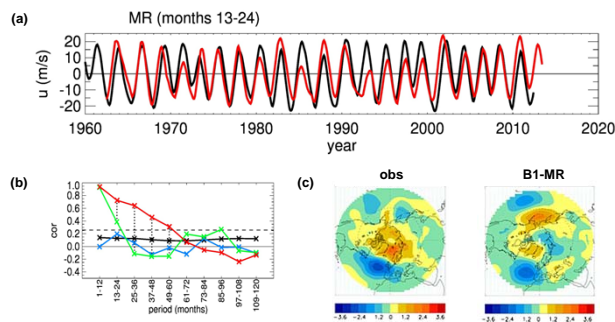 (a)
MR (months 13-24)
u (m/s)
20
10
0
-10
-20
1960 1970 1980 1990 2000 2010 2020
year
(b)
cor
1.0
0.8
0.6
0.4
0.2
0.0
-0.2
-0.4
1-12 13-24 25-36 37-48 49-60 61-72 73-84 85-96 97-108 109-120
period (months)
(c)
obs B1-MR
-3.6 -2.4 -1.2 0 1.2 2.4 3.6 -3.6 -2.4 -1.2 0 1.2 2.4 3.6